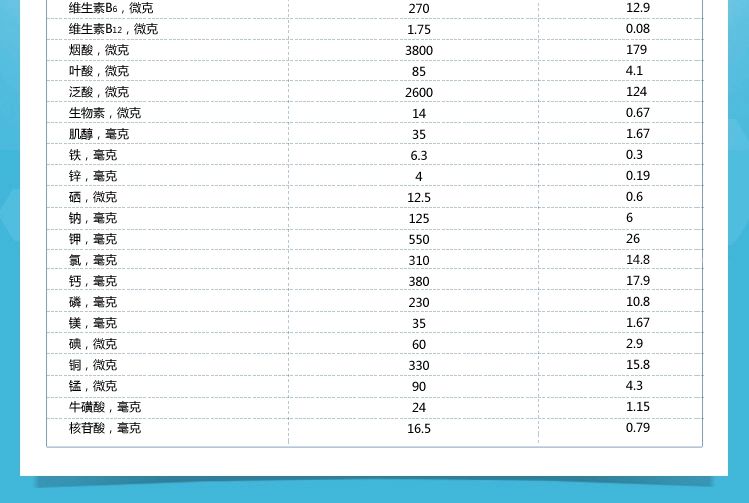 维生素B6，微克 270 12.9
维生素B12，微克 1.75 0.08
烟酸，微克 3800 179
叶酸，微克 85 4.1
泛酸，微克 2600 124
生物素，微克 14 0.67
肌醇，毫克 35 1.67
铁，毫克 6.3 0.3
锌，毫克 4 0.19
硒，微克 12.5 0.6
钠，毫克 125 6
钾，毫克 550 26
氯，毫克 310 14.8
钙，毫克 380 17.9
磷，毫克 230 10.8
镁，毫克 35 1.67
碘，微克 60 2.9
铜，微克 330 15.8
锰，微克 90 4.3
牛磺酸，毫克 24 1.15
核苷酸，毫克 16.5 0.79